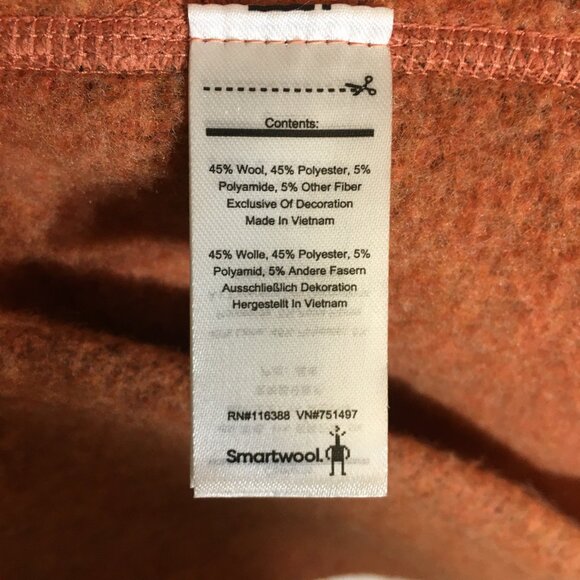 Contents:
45% Wool, 45% Polyester, 5%
Polyamide, 5% Other Fiber
Exclusive Of Decoration
Made In Vietnam
45% Wolle, 45% Polyester, 5%
Polyamid, 5% Andere Fasern
Ausschließlich Dekoration
Hergestellt In Vietnam
RN#116388 VN#751497
Smartwool.